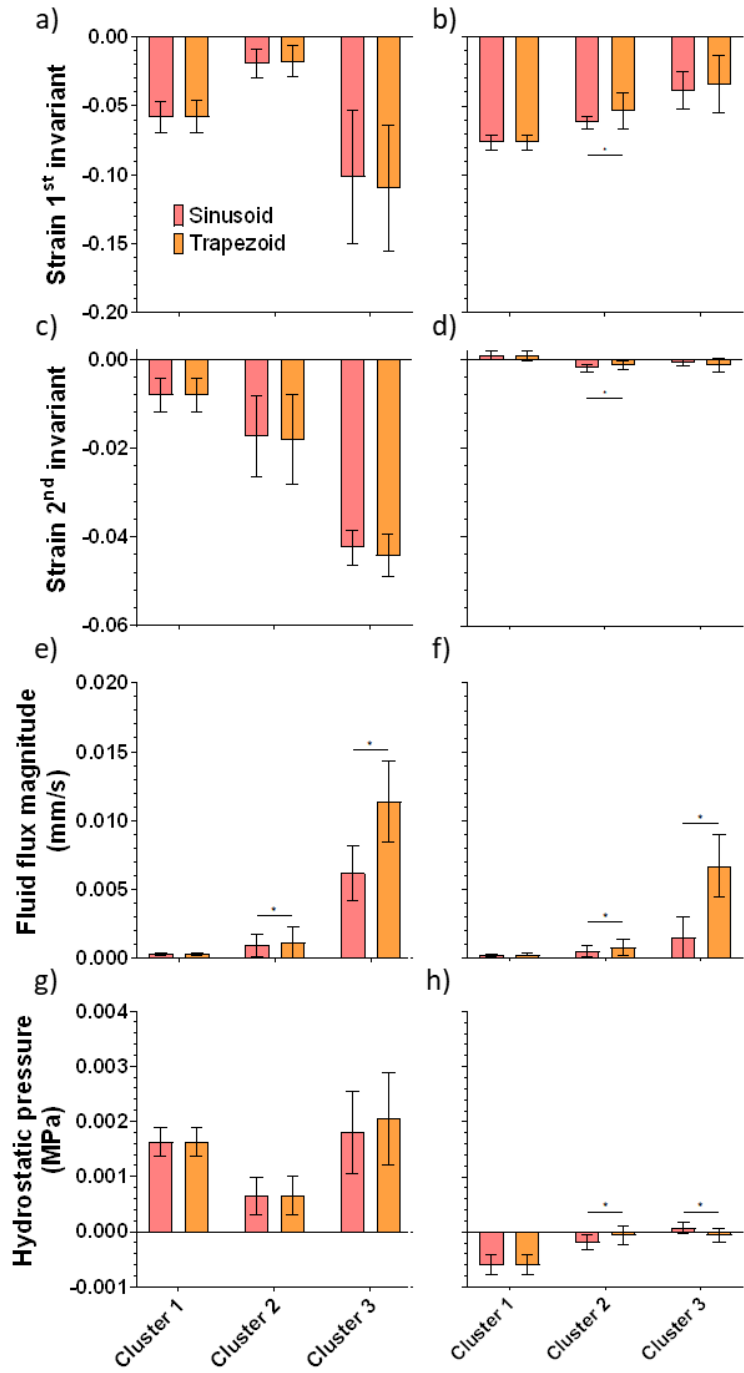 a)
b)
0.00
-0.05
-0.10
-0.15
-0.20
Strain 1st invariant
Sinusoid
Trapezoid
*
c)
d)
0.00
-0.02
-0.04
-0.06
Strain 2nd invariant
*
e)
f)
0.020
0.015
0.010
0.005
0.000
Fluid flux magnitude
(mm/s)
*
*
*
*
g)
h)
0.004
0.003
0.002
0.001
0.000
-0.001
Hydrostatic pressure
(MPa)
*
*
Cluster 1
Cluster 2
Cluster 3
Cluster 1
Cluster 2
Cluster 3